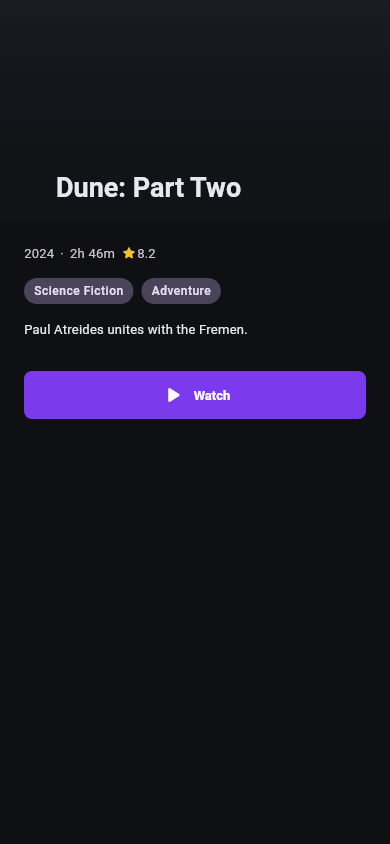 Dune: Part Two
2024 · 2h 46m ⭐8.2
Science Fiction Adventure
Paul Atreides unites with the Fremen.
Watch